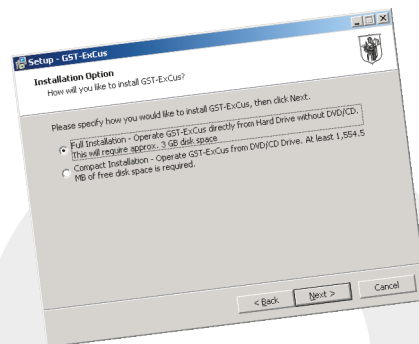 Setup - GST-ExCus
Installation Option
How will you like to install GST-ExCus?
Please specify how you would like to install GST-ExCus, then click Next.
Full Installation - Operate GST-ExCus directly from Hard Drive without DVD/CD.
This will require approx. 3 GB disk space
Compact Installation - Operate GST-ExCus from DVD/CD Drive. At least 1,554.5
MB of free disk space is required.
< Back Next > Cancel